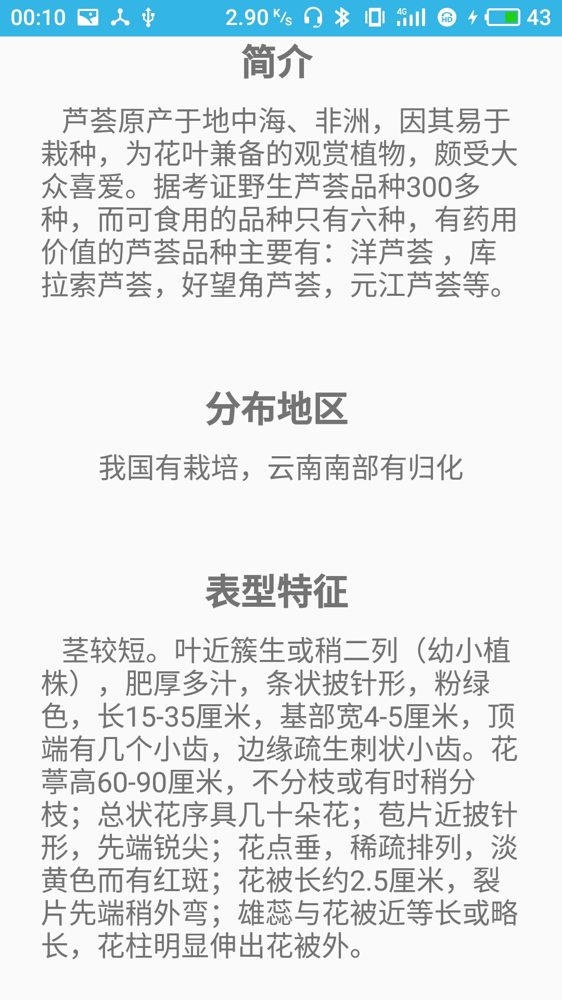 00:10 2.90 K/S 4G HD 43
简介
芦荟原产于地中海、非洲，因其易于
栽种，为花叶兼备的观赏植物，颇受大
众喜爱。据考证野生芦荟品种300多
种，而可食用的品种只有六种，有药用
价值的芦荟品种主要有：洋芦荟 ，库
拉索芦荟，好望角芦荟，元江芦荟等。
分布地区
我国有栽培，云南南部有归化
表型特征
茎较短。叶近簇生或稍二列（幼小植
株），肥厚多汁，条状披针形，粉绿
色，长15-35厘米，基部宽4-5厘米，顶
端有几个小齿，边缘疏生刺状小齿。花
葶高60-90厘米，不分枝或有时稍分
枝；总状花序具几十朵花；苞片近披针
形，先端锐尖；花点垂，稀疏排列，淡
黄色而有红斑；花被长约2.5厘米，裂
片先端稍外弯；雄蕊与花被近等长或略
长，花柱明显伸出花被外。